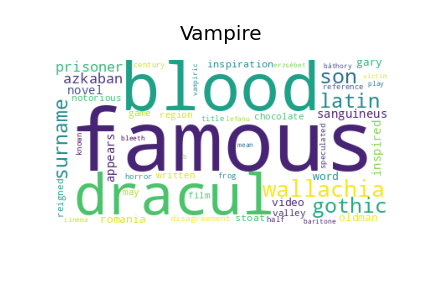 Vampire
century vampiric inspiration erzsébet báthory gary
prisoner blood son reference victim
azkaban latin play
novel
notorious game region title lefanu chocolate sanguineus
surname famous speculated inspired
known appears bleeth mean
horror written frog word
reigned may dracul film wallachia
video gothic
romania disagreement stoat valley oldman
cinema half baritone